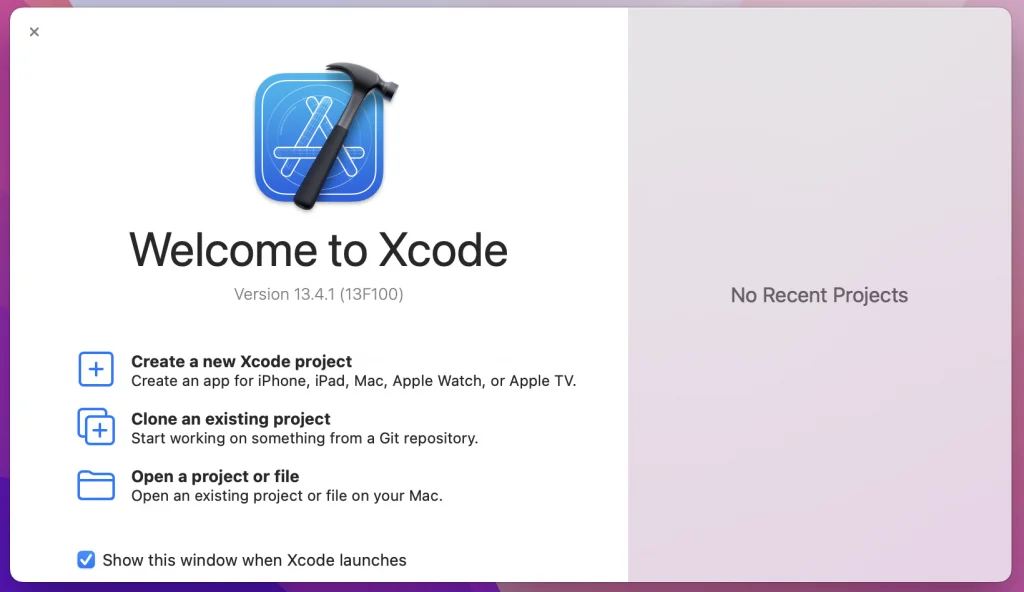 Welcome to Xcode
Version 13.4.1 (13F100)
Create a new Xcode project
Create an app for iPhone, iPad, Mac, Apple Watch, or Apple TV.
Clone an existing project
Start working on something from a Git repository.
Open a project or file
Open an existing project or file on your Mac.
Show this window when Xcode launches
No Recent Projects